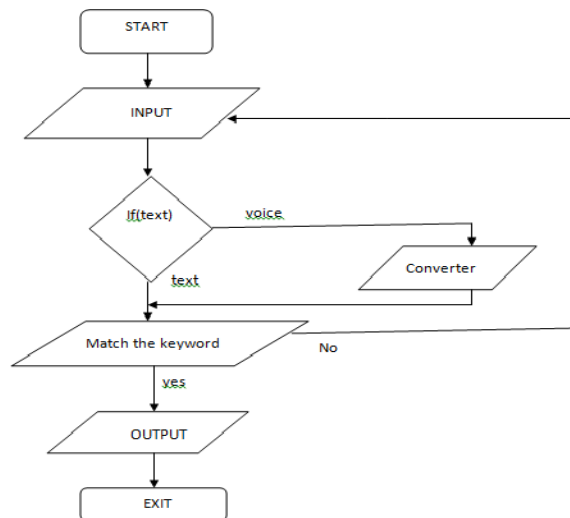 START
INPUT
If(text)
voice
Converter
text
Match the keyword
No
yes
OUTPUT
EXIT